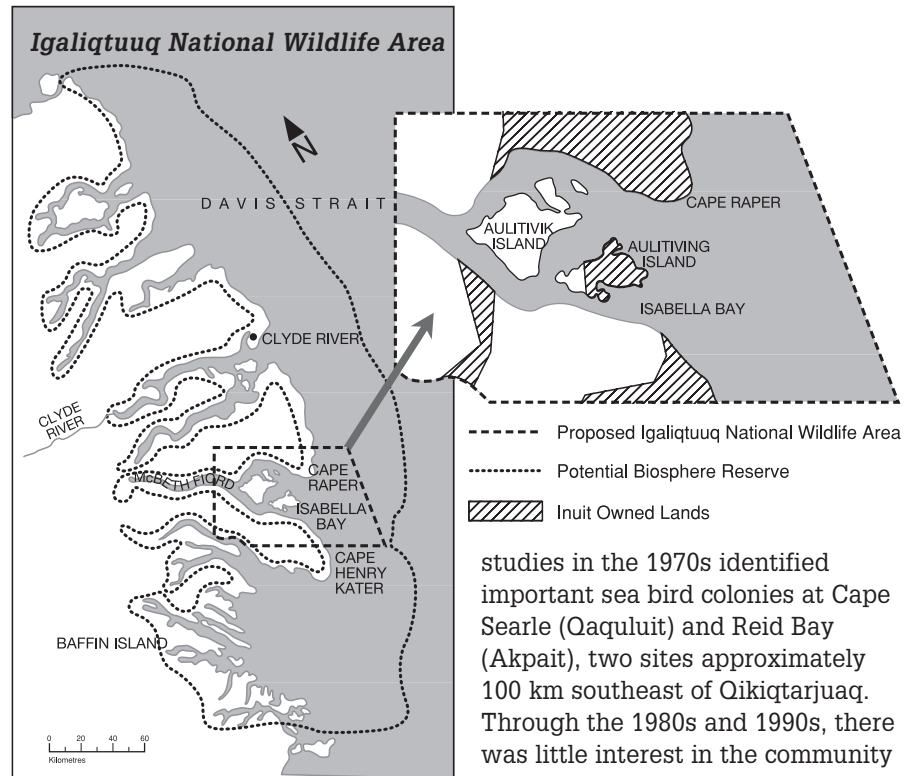 Igaliqtuuq National Wildlife Area
N
DAVIS STRAIT
CLYDE RIVER
CLYDE
RIVER
McBETH FIORD
CAPE
RAPER
ISABELLA
BAY
CAPE
HENRY
KATER
BAFFIN ISLAND
0 20 40 60
Kilometres
CAPE RAPER
AULITIVIK
ISLAND
AULITIVING
ISLAND
ISABELLA BAY
Proposed Igaliqtuuq National Wildlife Area
Potential Biosphere Reserve
Inuit Owned Lands
studies in the 1970s identified
important sea bird colonies at Cape
Searle (Qaquluit) and Reid Bay
(Akpait), two sites approximately
100 km southeast of Qikiqtarjuaq.
Through the 1980s and 1990s, there
was little interest in the community